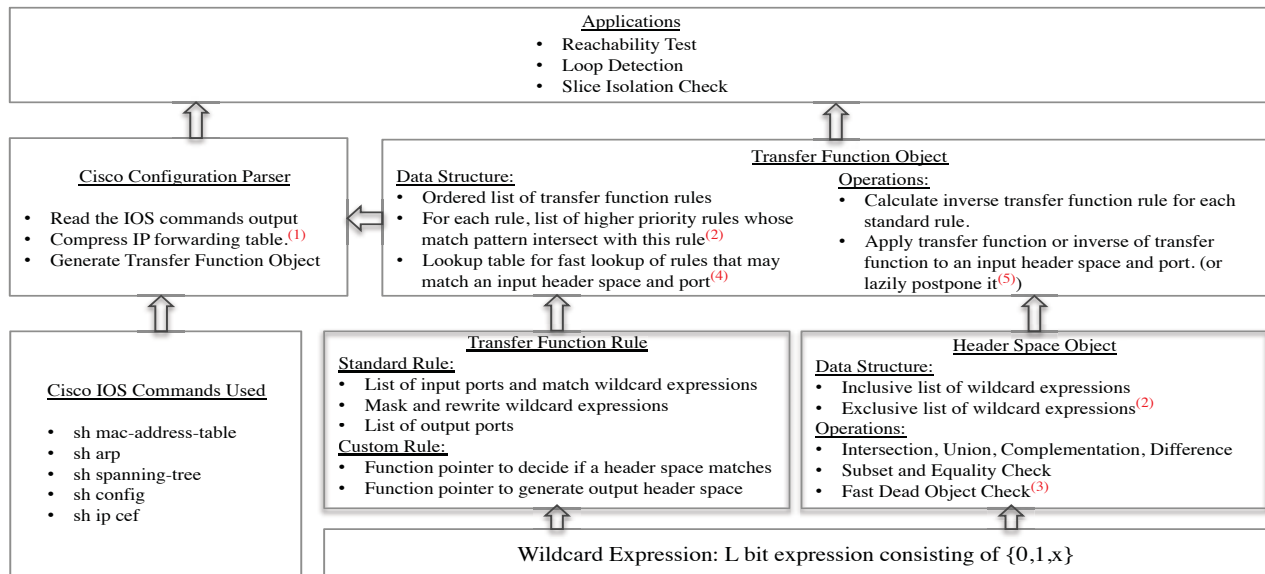 Applications
• Reachability Test
• Loop Detection
• Slice Isolation Check
Cisco Configuration Parser
• Read the IOS commands output
• Compress IP forwarding table.(1)
• Generate Transfer Function Object
Transfer Function Object
Data Structure:
• Ordered list of transfer function rules
• For each rule, list of higher priority rules whose
match pattern intersect with this rule(2)
• Lookup table for fast lookup of rules that may
match an input header space and port(4)
Operations:
• Calculate inverse transfer function rule for each
standard rule.
• Apply transfer function or inverse of transfer
function to an input header space and port. (or
lazily postpone it(5))
Cisco IOS Commands Used
• sh mac-address-table
• sh arp
• sh spanning-tree
• sh config
• sh ip cef
Transfer Function Rule
Standard Rule:
• List of input ports and match wildcard expressions
• Mask and rewrite wildcard expressions
• List of output ports
Custom Rule:
• Function pointer to decide if a header space matches
• Function pointer to generate output header space
Header Space Object
Data Structure:
• Inclusive list of wildcard expressions
• Exclusive list of wildcard expressions(2)
Operations:
• Intersection, Union, Complementation, Difference
• Subset and Equality Check
• Fast Dead Object Check(3)
Wildcard Expression: L bit expression consisting of {0,1,x}